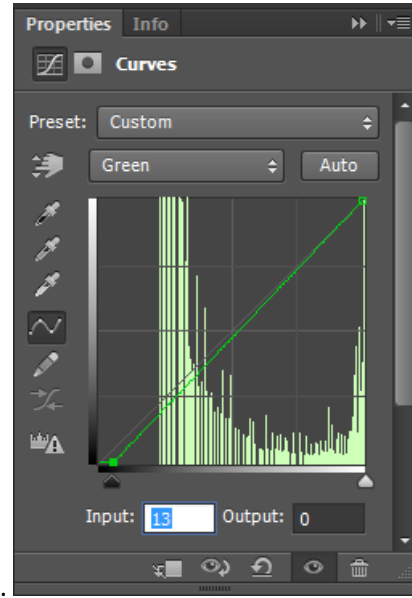 Properties Info
Curves
Preset: Custom
Green Auto
Input: 13 Output: 0
.